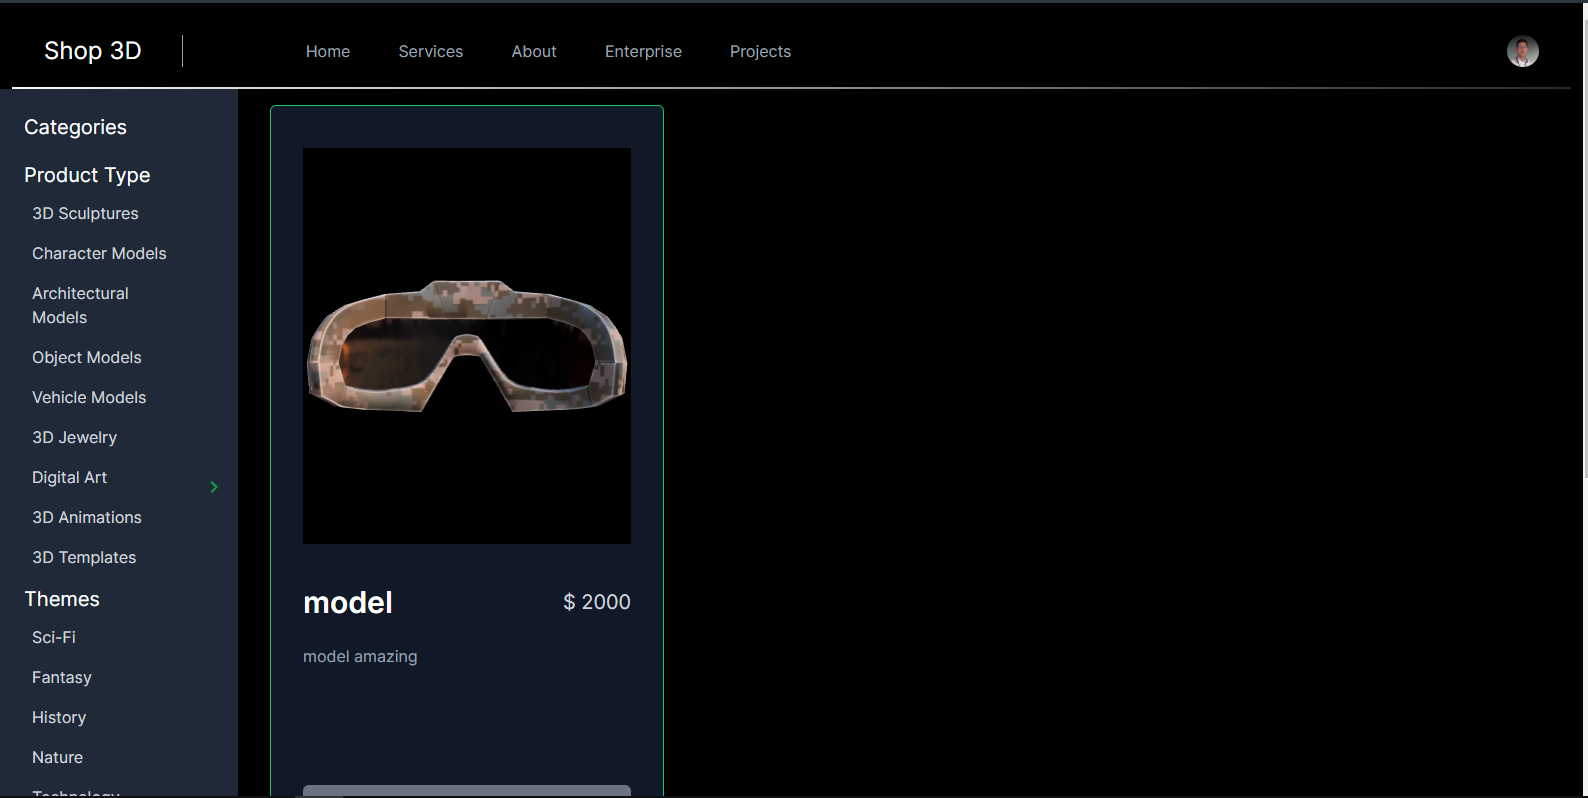 Shop 3D
Home
Services
About
Enterprise
Projects
Categories
Product Type
3D Sculptures
Character Models
Architectural
Models
Object Models
Vehicle Models
3D Jewelry
Digital Art
3D Animations
3D Templates
Themes
Sci-Fi
Fantasy
History
Nature
Technology
model
$ 2000
model amazing